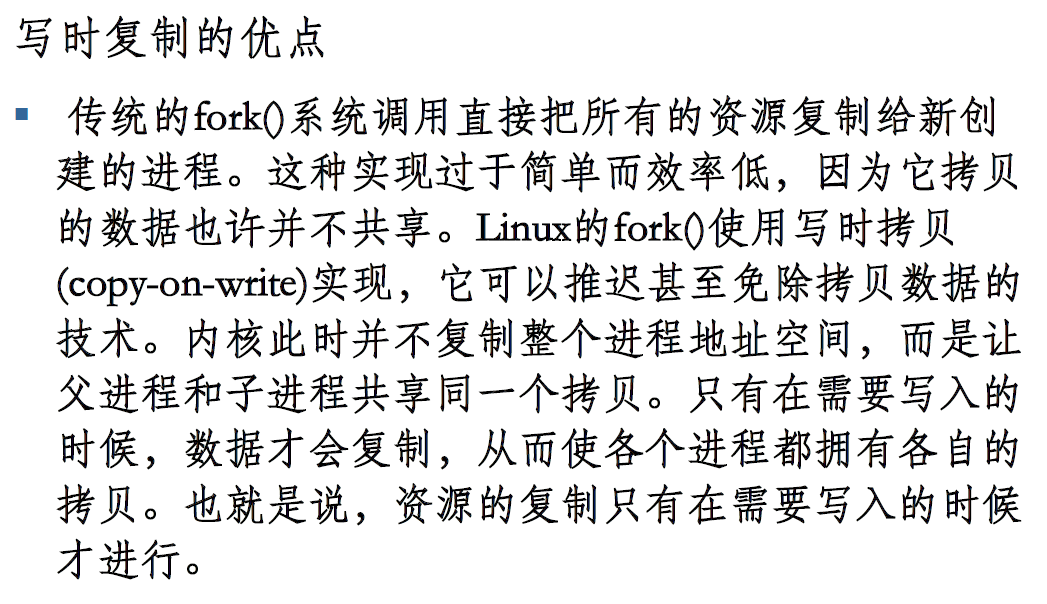 写时复制的优点
传统的fork()系统调用直接把所有的资源复制给新创
建的进程。这种实现过于简单而效率低，因为它拷贝
的数据也许并不共享。Linux的fork()使用写时拷贝
(copy-on-write)实现，它可以推迟甚至免除拷贝数据的
技术。内核此时并不复制整个进程地址空间，而是让
父进程和子进程共享同一个拷贝。只有在需要写入的
时候，数据才会复制，从而使各个进程都拥有各自的
拷贝。也就是说，资源的复制只有在需要写入的时候
才进行。